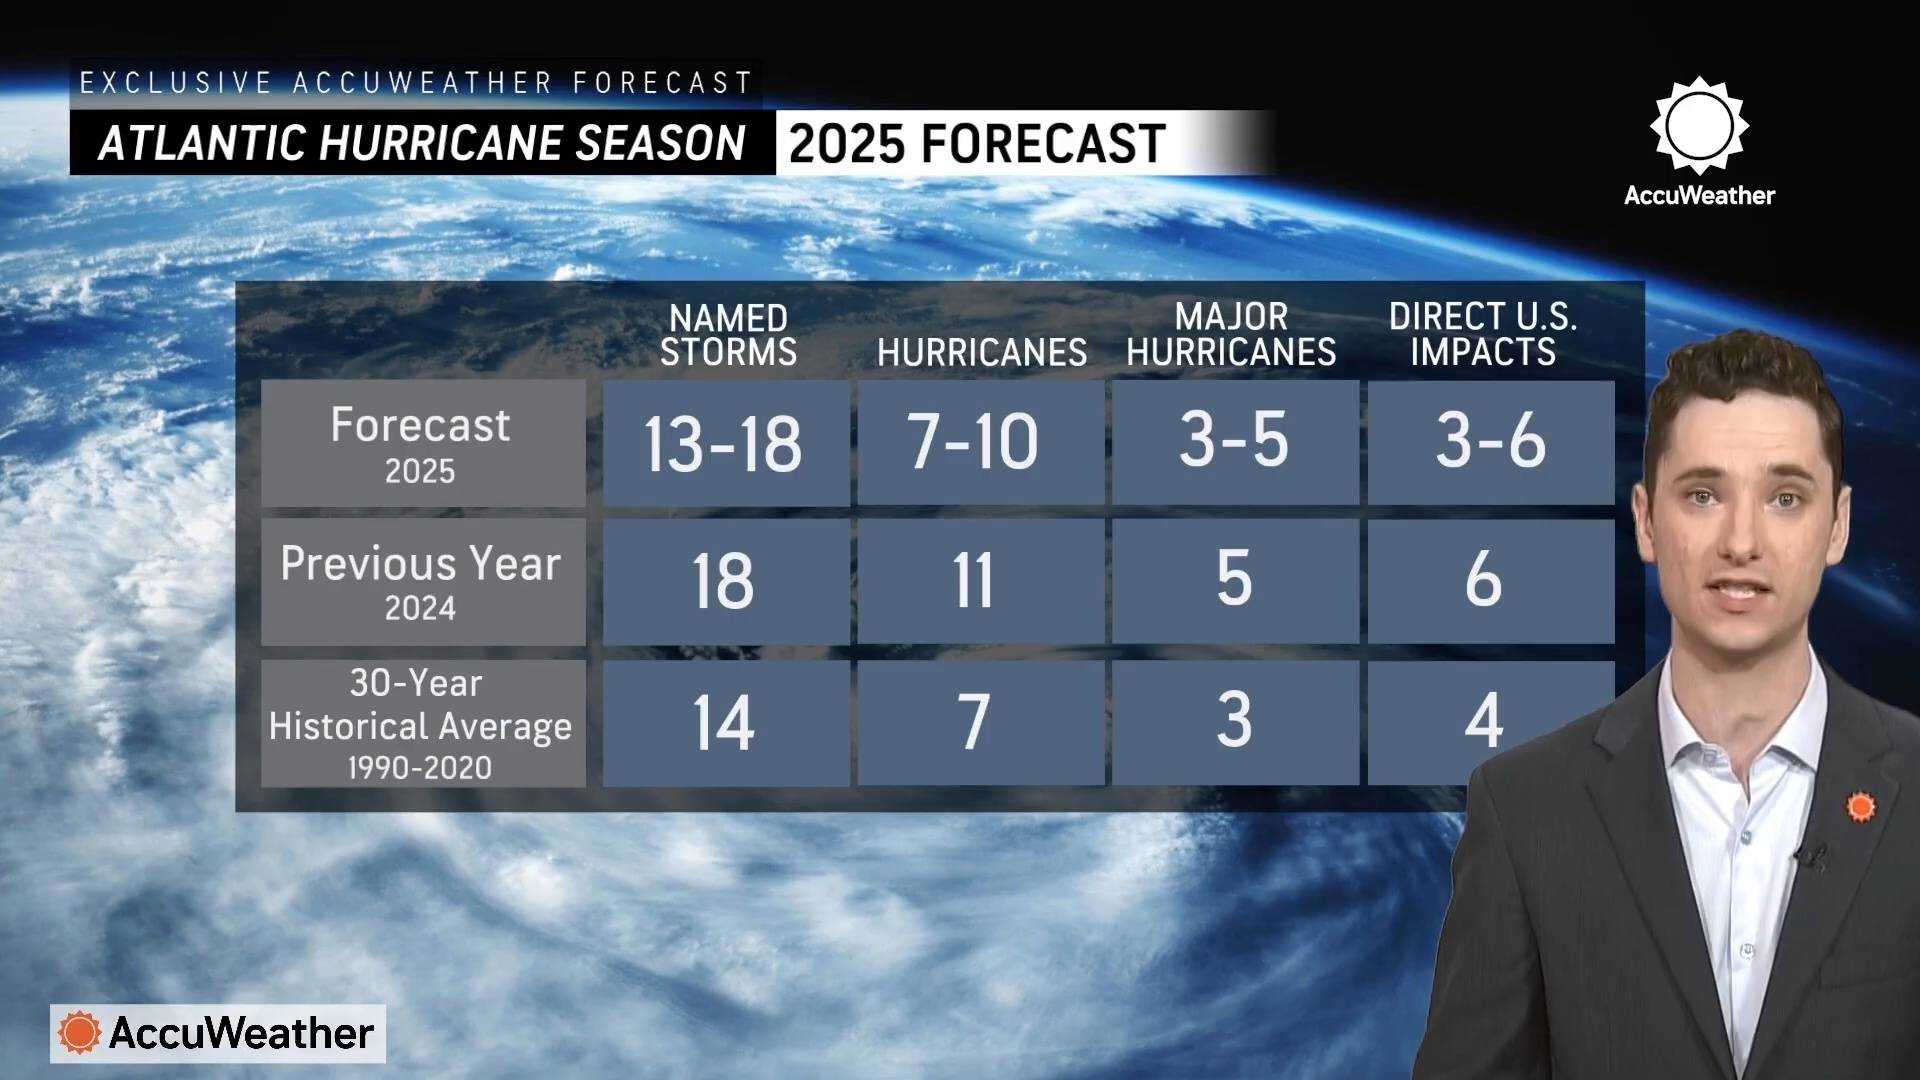 EXCLUSIVE ACCUWEATHER FORECAST
ATLANTIC HURRICANE SEASON 2025 FORECAST
AccuWeather
NAMED STORMS
HURRICANES
MAJOR HURRICANES
DIRECT U.S. IMPACTS
Forecast
2025
13-18 7-10 3-5 3-6
Previous Year
2024
18 11 5 6
30-Year
Historical Average
1990-2020
14 7 3 4
AccuWeather